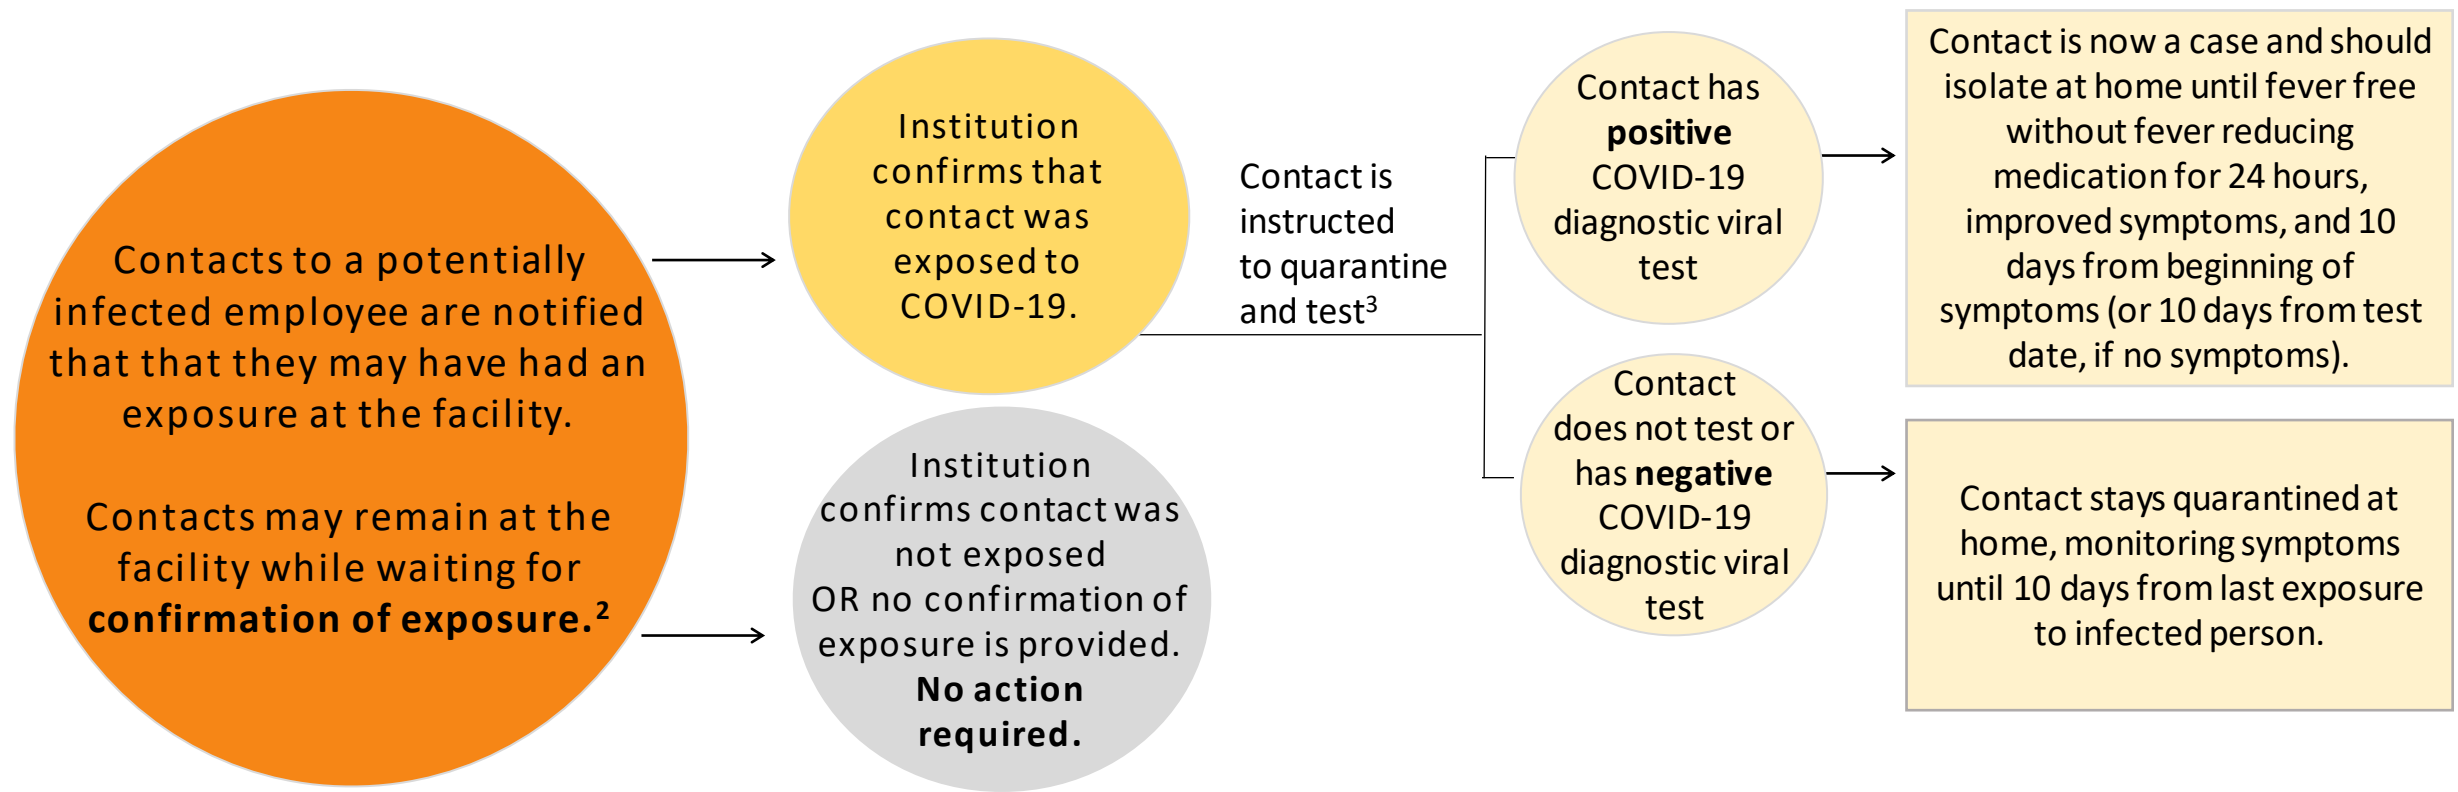 Contacts to a potentially
infected employee are notified
that that they may have had an
exposure at the facility.
Contacts may remain at the
facility while waiting for
confirmation of exposure.²
Institution
confirms that
contact was
exposed to
COVID-19.
Institution
confirms contact was
not exposed
OR no confirmation of
exposure is provided.
No action
required.
Contact is
instructed
to quarantine
and test³
Contact has
positive
COVID-19
diagnostic viral
test
Contact is now a case and should
isolate at home until fever free
without fever reducing
medication for 24 hours,
improved symptoms, and 10
days from beginning of
symptoms (or 10 days from test
date, if no symptoms).
Contact
does not test or
has negative
COVID-19
diagnostic viral
test
Contact stays quarantined at
home, monitoring symptoms
until 10 days from last exposure
to infected person.